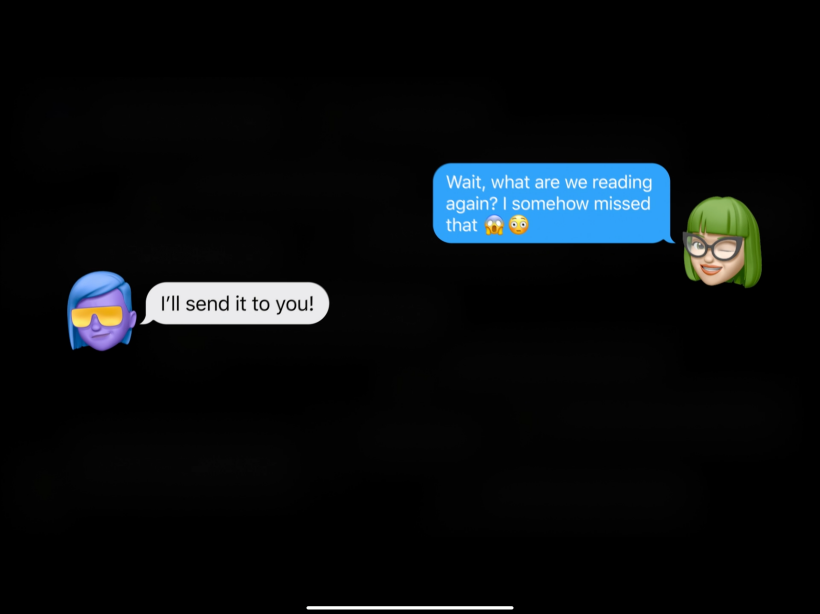 Wait, what are we reading
again? I somehow missed
that 😱😳
I’ll send it to you!